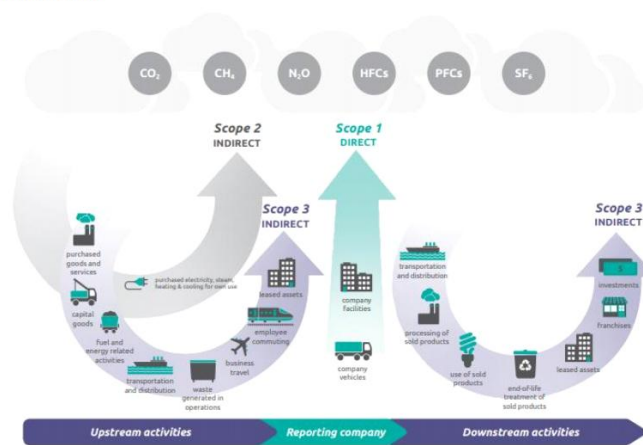 CO₂ CH₄ N₂O HFCs PFCs SF₆
Scope 2
INDIRECT
Scope 1
DIRECT
Scope 3
INDIRECT
Scope 3
INDIRECT
purchased
goods and
services
capital
goods
fuel and
energy related
activities
transportation
and distribution
waste
generated in
operations
business
travel
employee
commuting
leased assets
purchased electricity, steam,
heating & cooling for own use
company
facilities
company
vehicles
transportation
and distribution
processing of
sold products
use of sold
products
end-of-life
treatment of
sold products
leased assets
franchises
investments
$
Upstream activities
Reporting company
Downstream activities